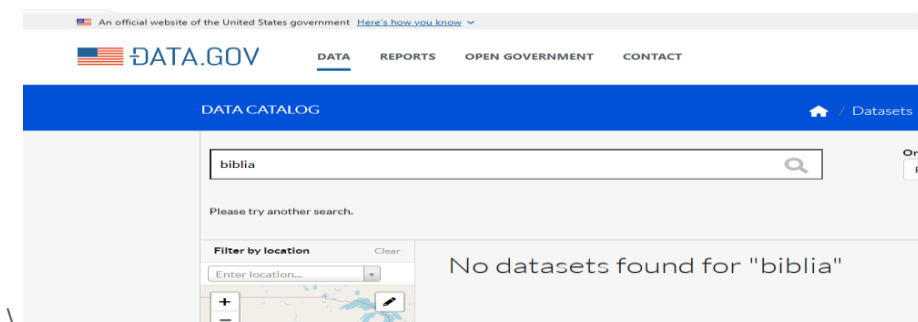 An official website of the United States government Here's how you know
DATA.GOV DATA REPORTS OPEN GOVERNMENT CONTACT
DATA CATALOG / Datasets
biblia
Please try another search.
Filter by location Clear
Enter location...
No datasets found for "biblia"
+
−
\